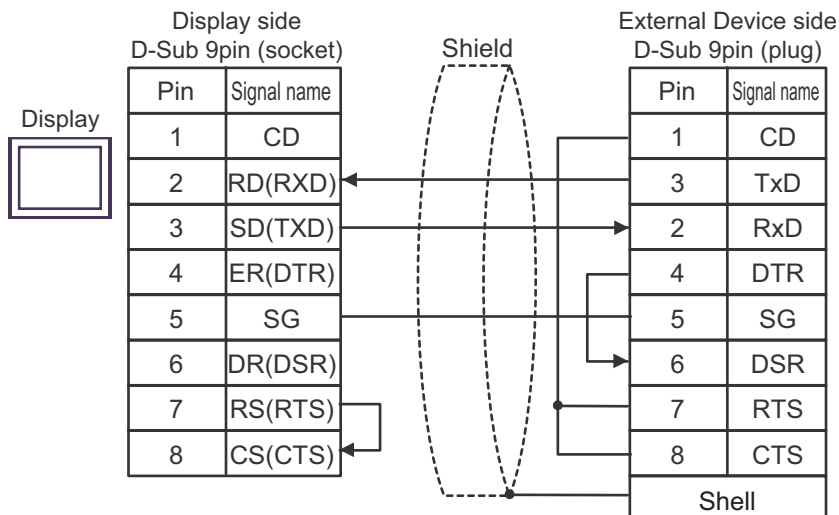 Display side
D-Sub 9pin (socket)
Shield
External Device side
D-Sub 9pin (plug)
Display
Pin Signal name
1 CD
2 RD(RXD)
3 SD(TXD)
4 ER(DTR)
5 SG
6 DR(DSR)
7 RS(RTS)
8 CS(CTS)
Pin Signal name
1 CD
3 TxD
2 RxD
4 DTR
5 SG
6 DSR
7 RTS
8 CTS
Shell